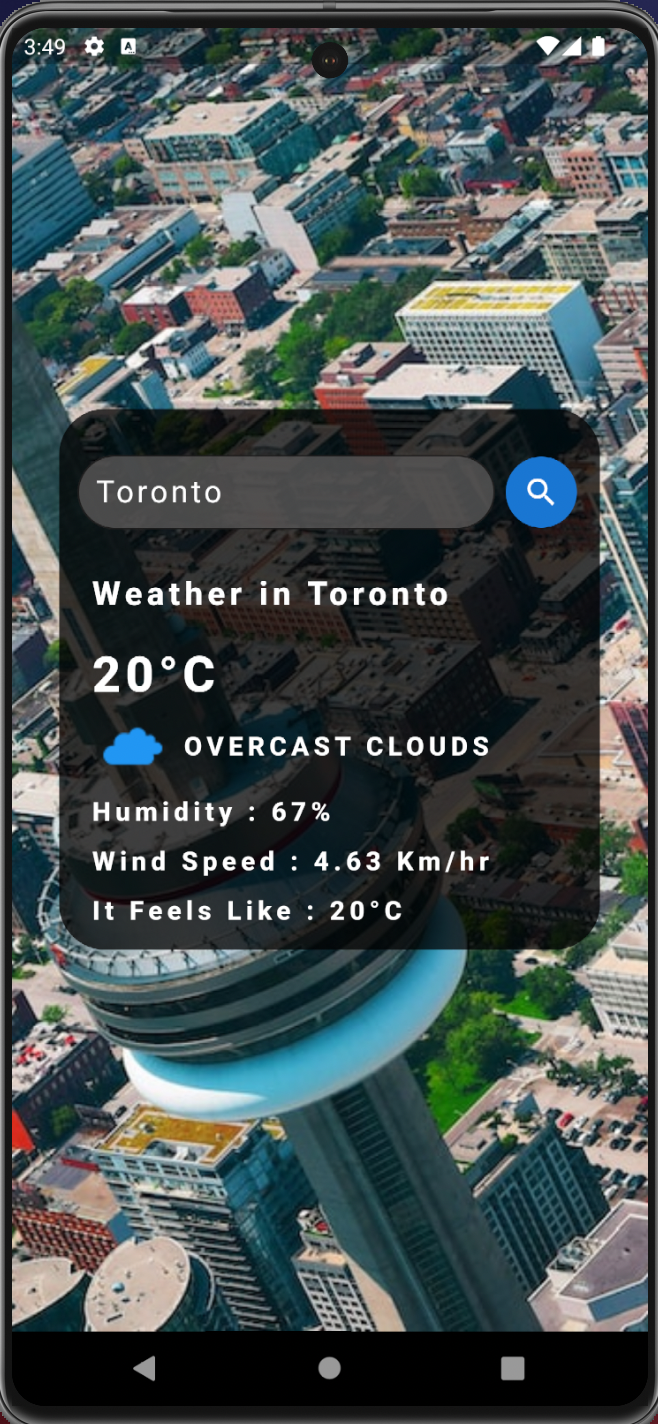 3:49
Toronto
Weather in Toronto
20°C
OVERCAST CLOUDS
Humidity : 67%
Wind Speed : 4.63 Km/hr
It Feels Like : 20°C